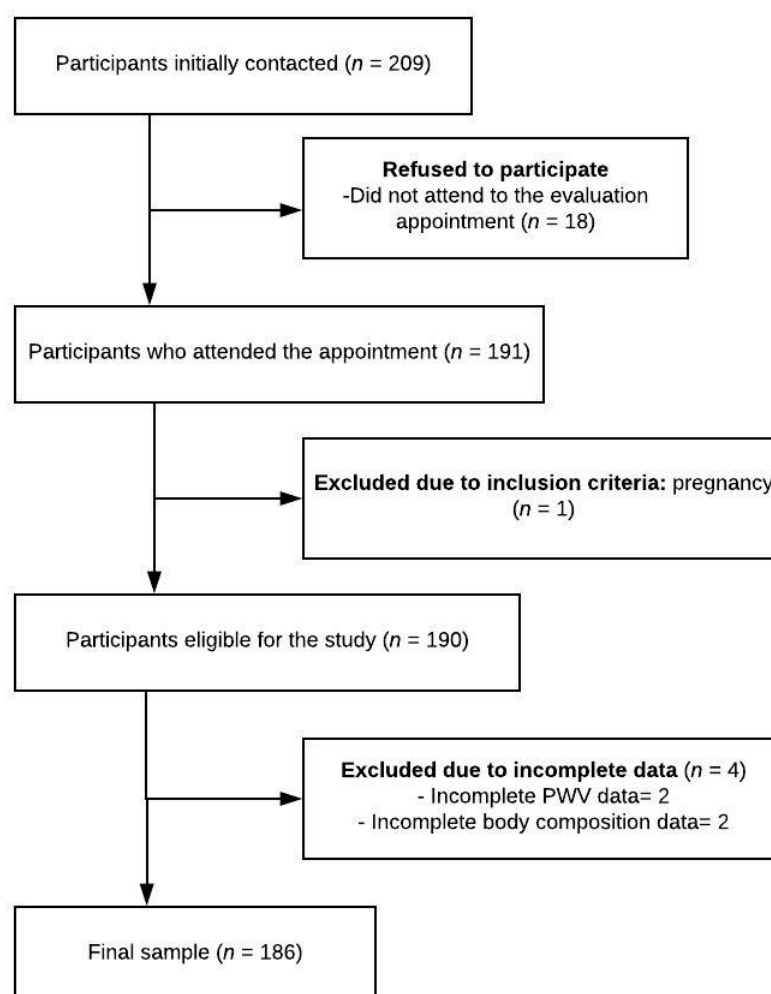 Participants initially contacted (n = 209)
Refused to participate
-Did not attend to the evaluation
appointment (n = 18)
Participants who attended the appointment (n = 191)
Excluded due to inclusion criteria: pregnancy
(n = 1)
Participants eligible for the study (n = 190)
Excluded due to incomplete data (n = 4)
- Incomplete PWV data= 2
- Incomplete body composition data= 2
Final sample (n = 186)